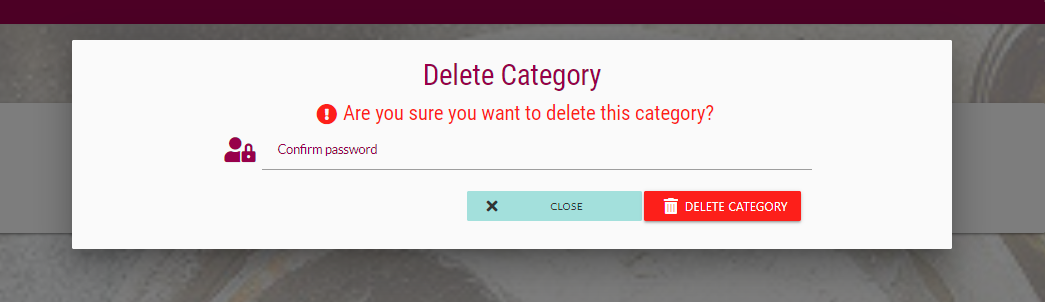 Delete Category
Are you sure you want to delete this category?
Confirm password
CLOSE DELETE CATEGORY